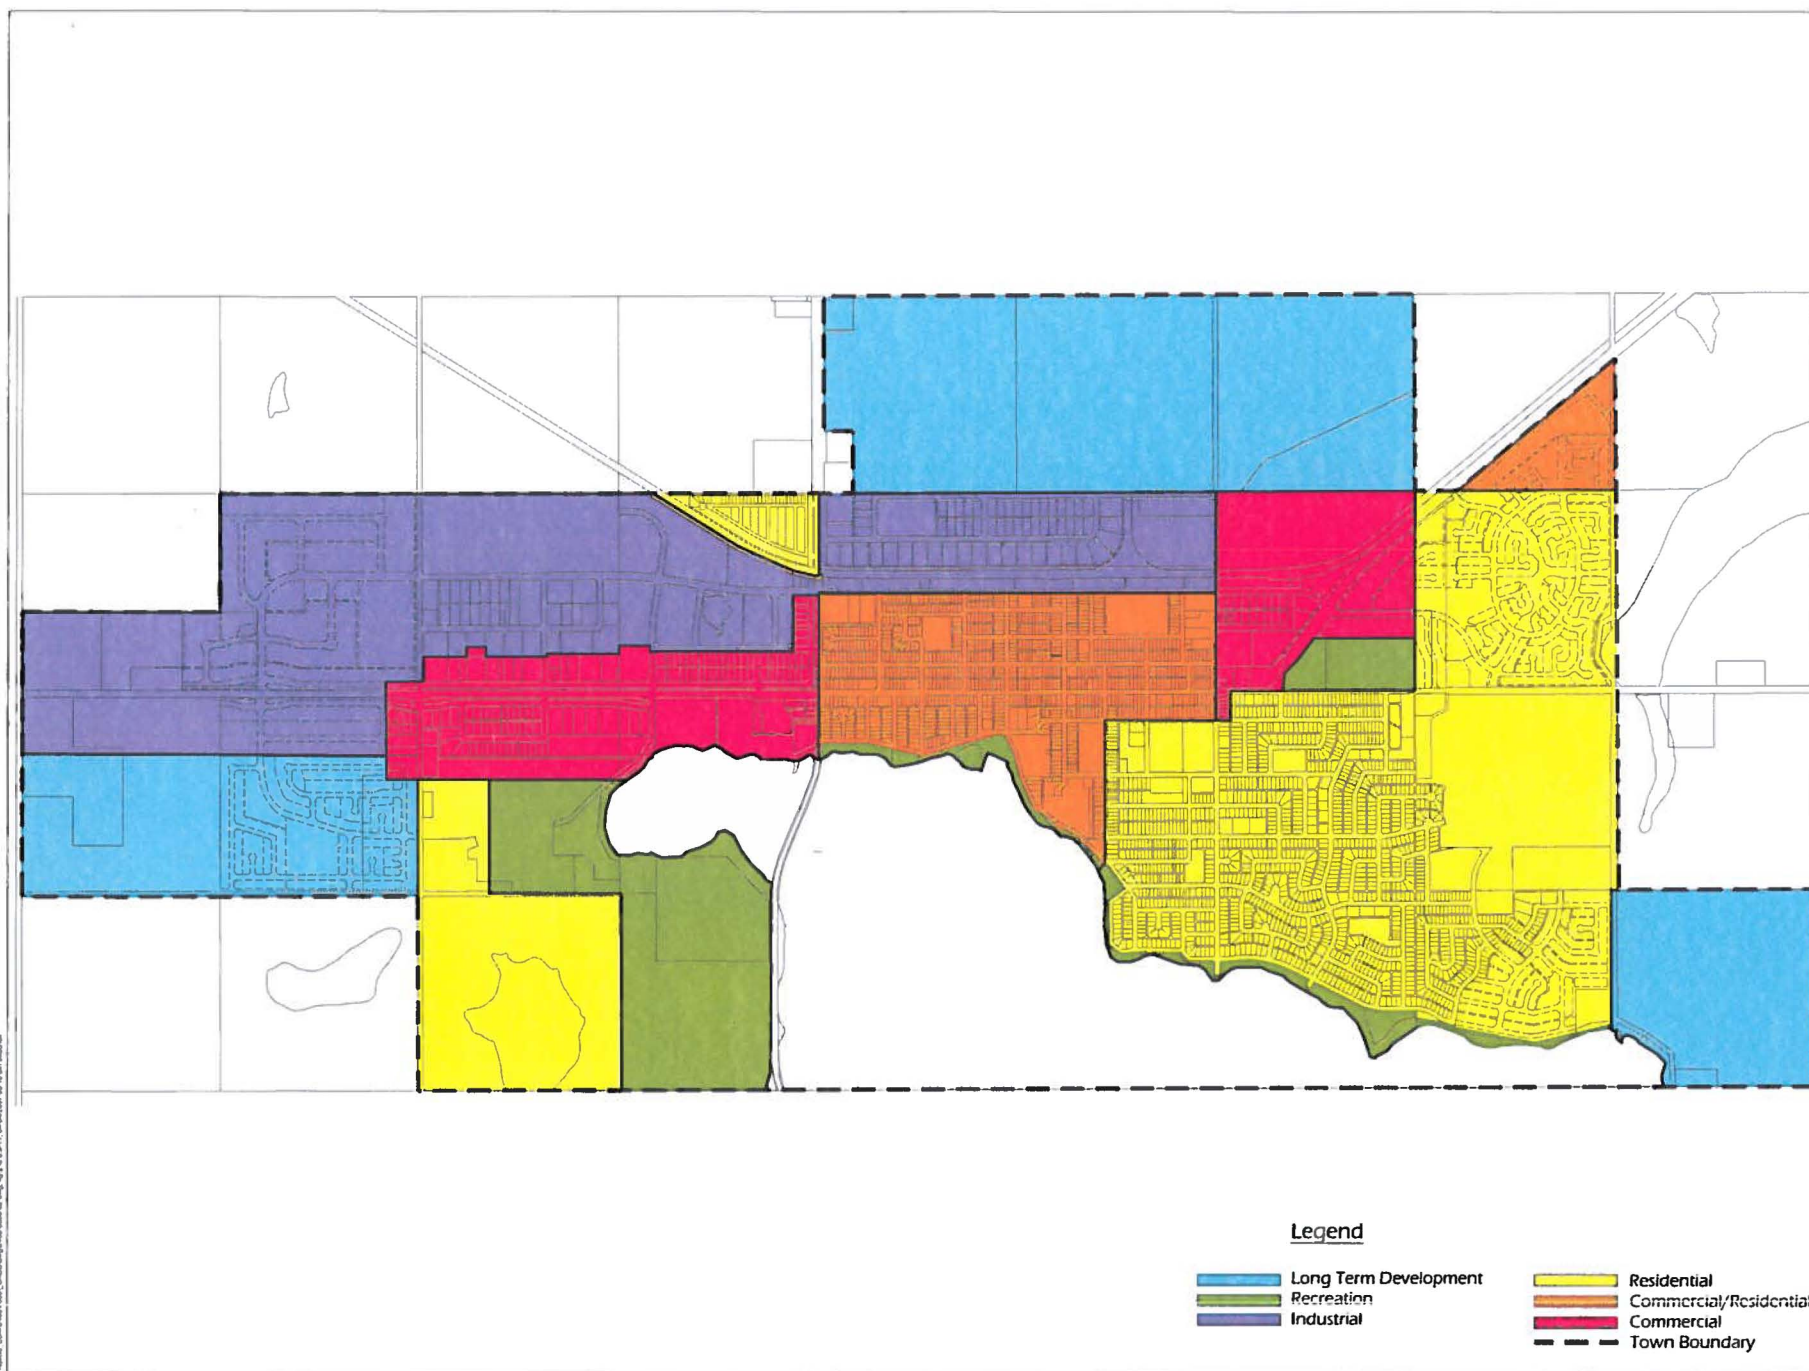 Legend
Long Term Development
Recreation
Industrial
Residential
Commercial/Residential
Commercial
Town Boundary